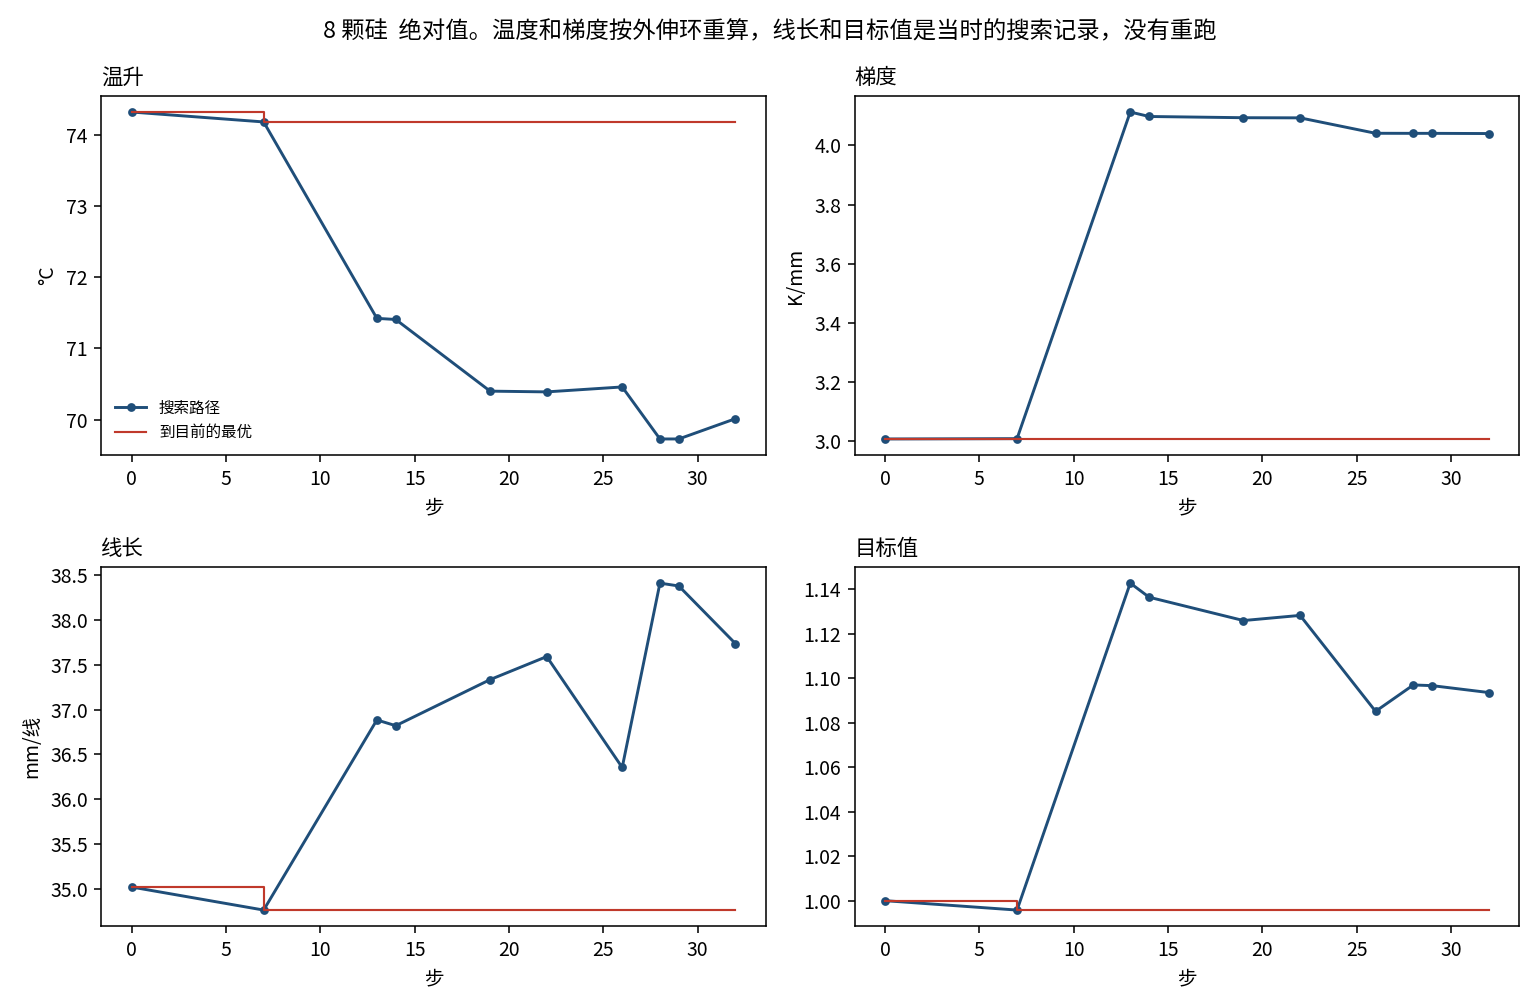 8 颗硅  绝对值。温度和梯度按外伸环重算，线长和目标值是当时的搜索记录，没有重跑
温升
74
73
72
71
70
°C
搜索路径
到目前的最优
0 5 10 15 20 25 30
步
梯度
4.0
3.8
3.6
3.4
3.2
3.0
K/mm
0 5 10 15 20 25 30
步
线长
38.5
38.0
37.5
37.0
36.5
36.0
35.5
35.0
mm/线
0 5 10 15 20 25 30
步
目标值
1.14
1.12
1.10
1.08
1.06
1.04
1.02
1.00
0 5 10 15 20 25 30
步